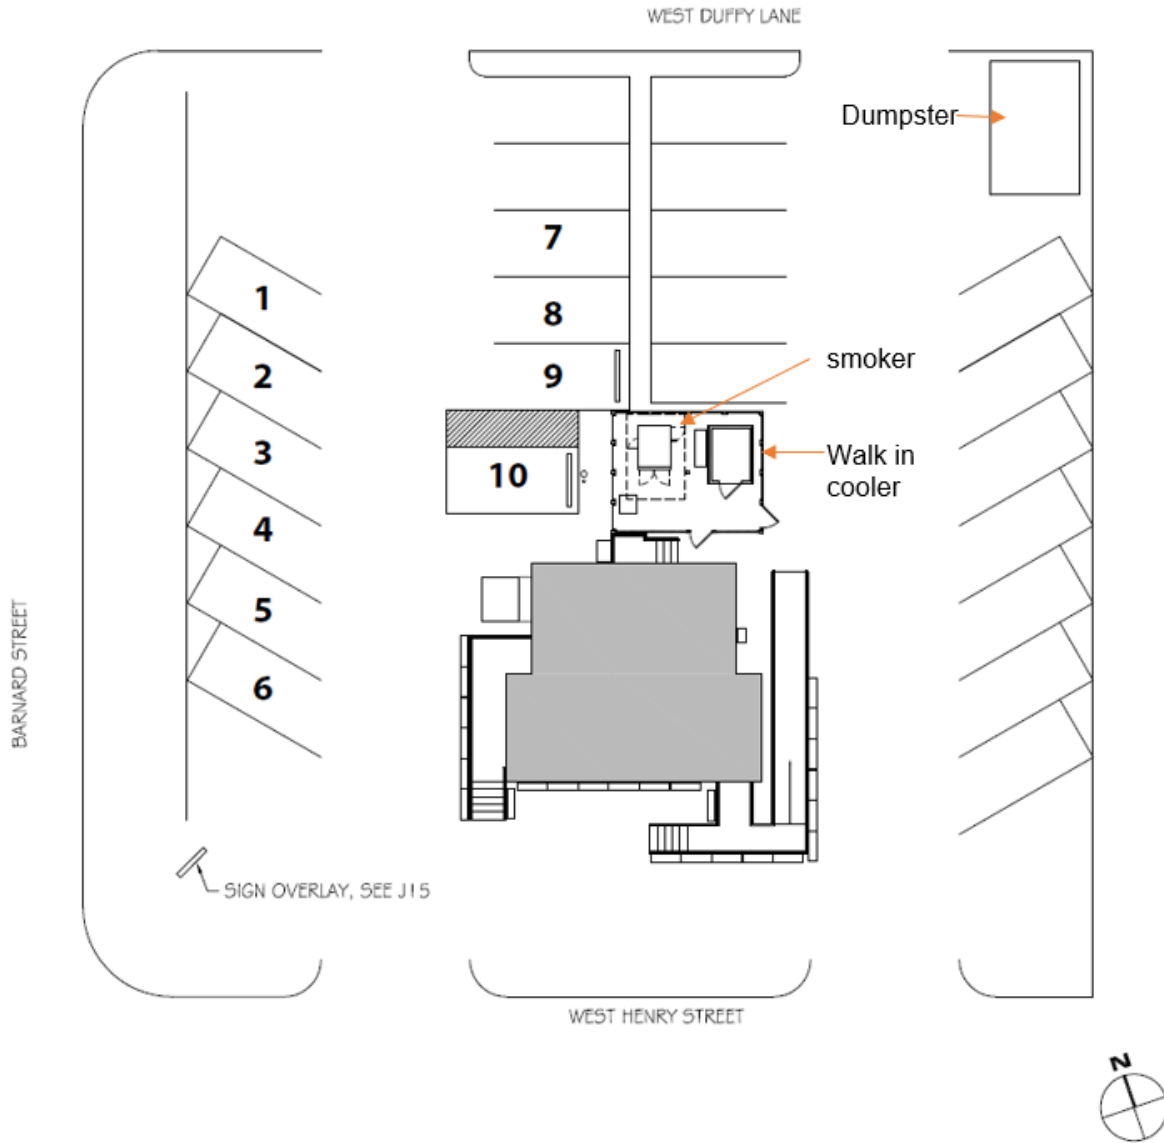 WEST DUFFY LANE
Dumpster
7
1
8
smoker
2
9
3
Walk in
cooler
10
4
5
6
BARNARD STREET
SIGN OVERLAY, SEE J15
WEST HENRY STREET
N